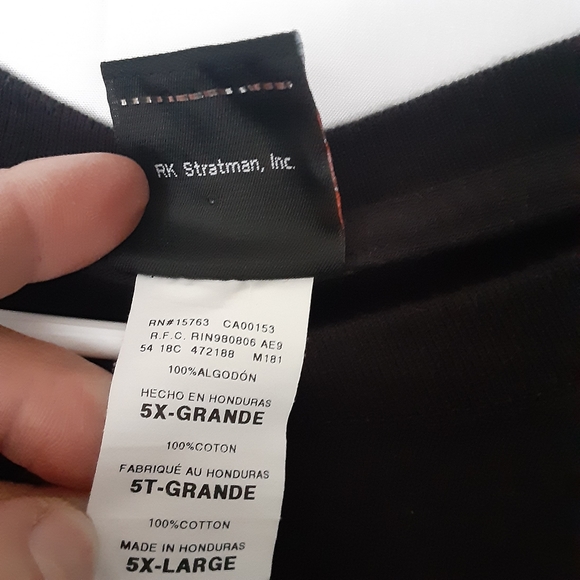 RK Stratman, Inc.
RN#15763 CA00153
R.F.C. RIN980806 AE9
54 18C 472188 M181
100%ALGODÓN
HECHO EN HONDURAS
5X-GRANDE
100%COTON
FABRIQUÉ AU HONDURAS
5T-GRANDE
100%COTTON
MADE IN HONDURAS
5X-LARGE